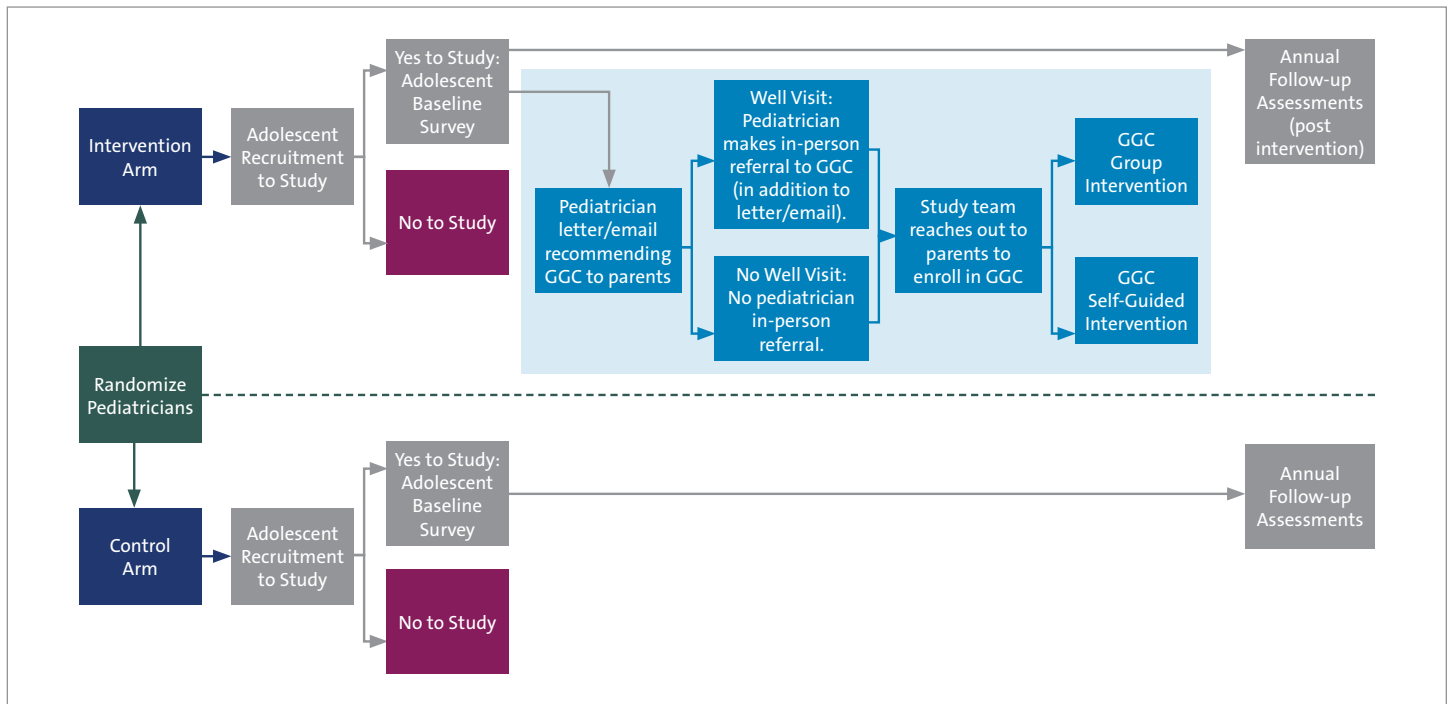 Intervention
Arm
Adolescent
Recruitment
to Study
Yes to Study:
Adolescent
Baseline
Survey
No to Study
Pediatrician
letter/email
recommending
GGC to parents
Well Visit:
Pediatrician
makes in-person
referral to GGC
(in addition to
letter/email).
No Well Visit:
No pediatrician
in-person
referral.
Study team
reaches out to
parents to
enroll in GGC
GGC
Group
Intervention
GGC
Self-Guided
Intervention
Annual
Follow-up
Assessments
(post
intervention)
Randomize
Pediatricians
Control
Arm
Adolescent
Recruitment
to Study
Yes to Study:
Adolescent
Baseline
Survey
No to Study
Annual
Follow-up
Assessments